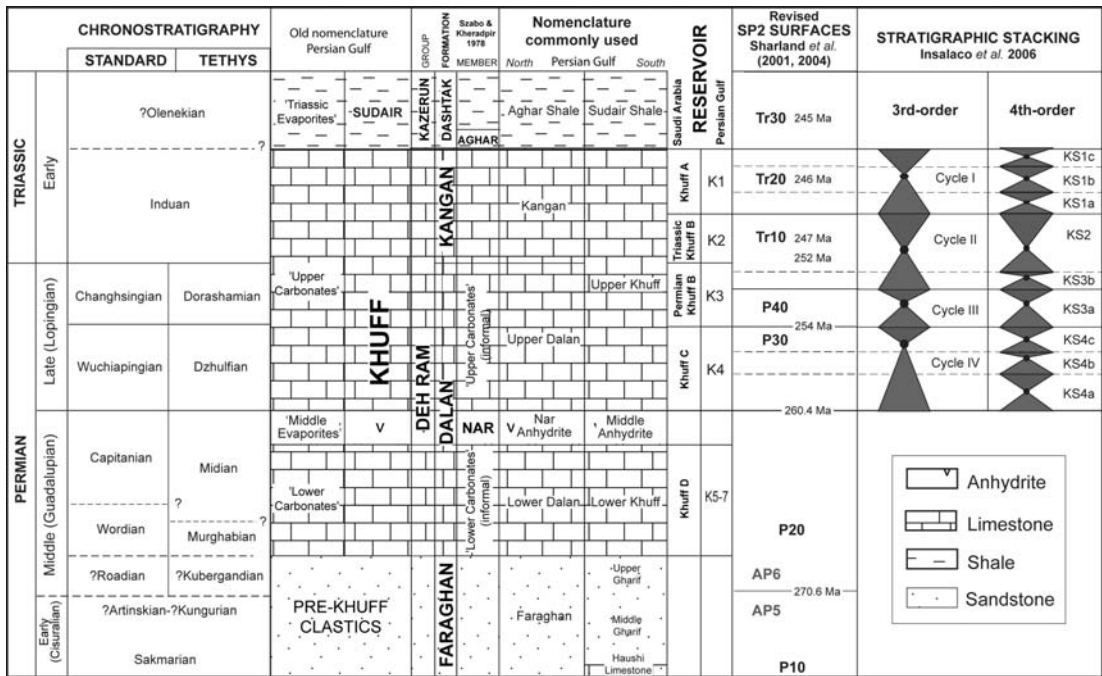 CHRONOSTRATIGRAPHY
STANDARD
TETHYS
Old nomenclature
Persian Gulf
GROUP
FORMATION
Szabo &
Kheradpir
1978
MEMBER
Nomenclature
commonly used
North Persian Gulf South
Saudi Arabia
RESERVOIR
Persian Gulf
Revised
SP2 SURFACES
Sharland et al.
(2001, 2004)
STRATIGRAPHIC STACKING
Insalaco et al. 2006
3rd-order
4th-order
TRIASSIC
Early
?Olenekian
?
Induan
'Triassic
Evaporites'
SUDAIR
KAZERUN
DASHTAK
AGHAR
Aghar Shale
Sudair Shale
Tr30 245 Ma
KANGAN
Kangan
Khuff A
K1
Tr20 246 Ma
Cycle I
KS1c
KS1b
KS1a
Triassic
Khuff B
K2
Tr10 247 Ma
252 Ma
Cycle II
KS2
PERMIAN
Late (Lopingian)
Changhsingian
Dorashamian
'Upper
Carbonates'
KHUFF
DEH RAM
DALAN
'Upper Carbonates'
(informal)
Upper Khuff
Upper Dalan
Permian
Khuff B
K3
P40
254 Ma
Cycle III
KS3b
KS3a
Wuchiapingian
Dzhulfian
Khuff C
K4
P30
260.4 Ma
Cycle IV
KS4c
KS4b
KS4a
Middle (Guadalupian)
Capitanian
Midian
?
Wordian
?
Murghabian
?Roadian
?Kubergandian
'Middle
Evaporites'
V
NAR
V
Nar
Anhydrite
Middle
Anhydrite
'Lower
Carbonates'
'Lower Carbonates'
(informal)
Lower Dalan
Lower Khuff
Khuff D
K5-7
P20
AP6
270.6 Ma
AP5
P10
Early
(Cisuralian)
?Artinskian-?Kungurian
Sakmarian
PRE-KHUFF
CLASTICS
FARAGHAN
Faraghan
Upper
Gharif
Middle
Gharif
Haushi
Limestone
V
Anhydrite
Limestone
Shale
Sandstone